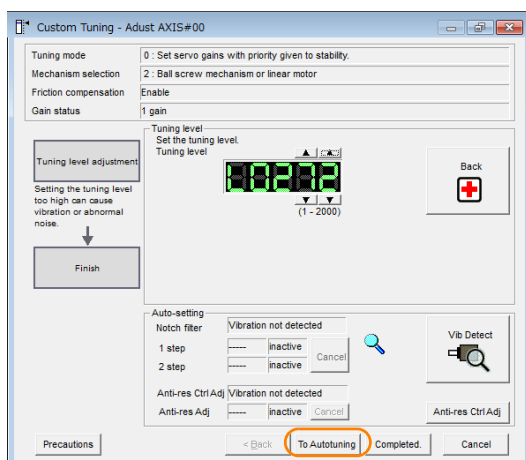 Custom Tuning - Adust AXIS#00
Tuning mode 0 : Set servo gains with priority given to stability.
Mechanism selection 2 : Ball screw mechanism or linear motor
Friction compensation Enable
Gain status 1 gain
Tuning level adjustment
Setting the tuning level
too high can cause
vibration or abnormal
noise.
Finish
Tuning level
Set the tuning level.
Tuning level
L0272
(1 - 2000)
Back
Auto-setting
Notch filter Vibration not detected
1 step ----- inactive
2 step ----- inactive
Cancel
Anti-res Ctrl Adj Vibration not detected
Anti-res Adj ----- inactive Cancel
Vib Detect
Anti-res Ctrl Adj
Precautions < Back To Autotuning Completed. Cancel